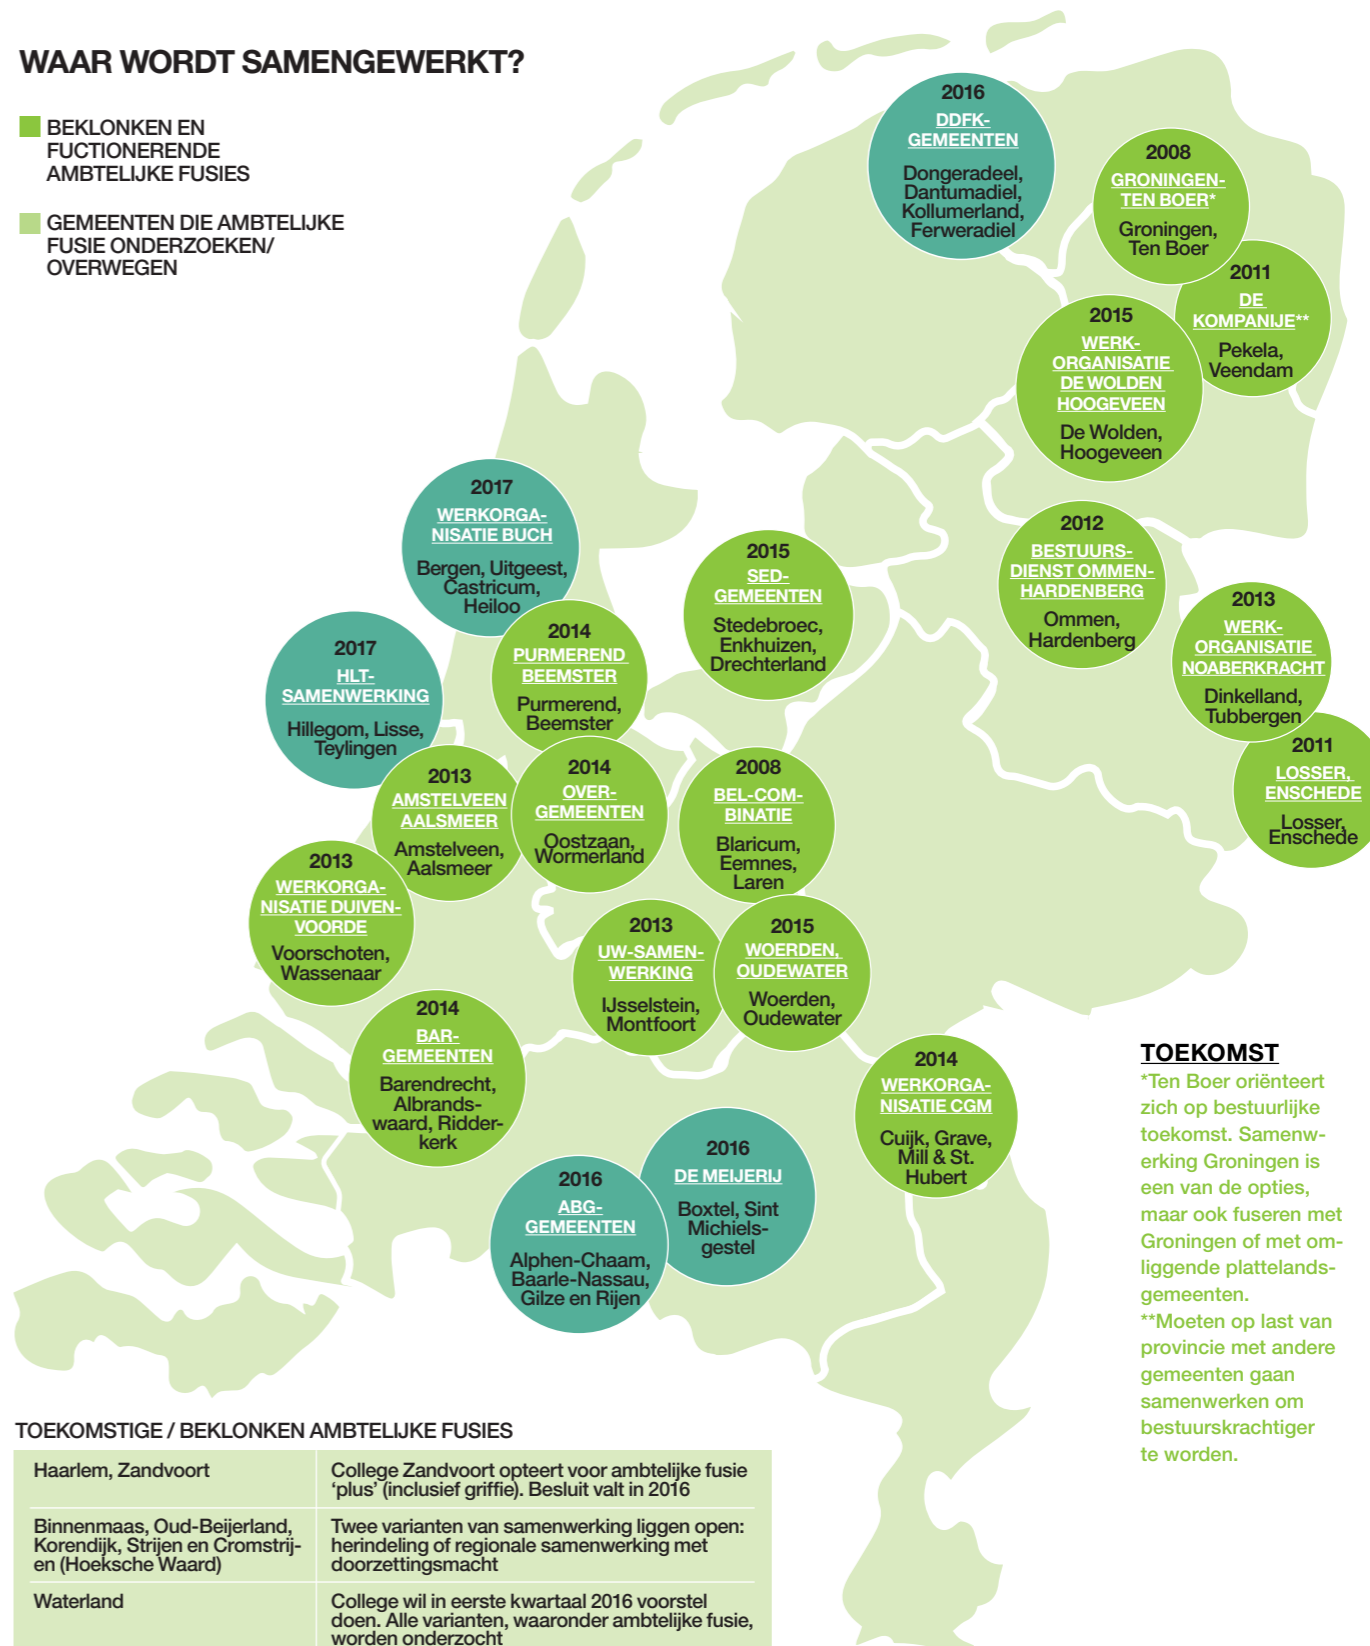 WAAR WORDT SAMENGEWERKT?
BEKLONKEN EN
FUCTIONERENDE
AMBTELIJKE FUSIES
GEMEENTEN DIE AMBTELIJKE
FUSIE ONDERZOEKEN/
OVERWEGEN
2016
DDFK-
GEMEENTEN
Dongeradeel,
Dantumadiel,
Kollumerland,
Ferweradiel
2008
GRONINGEN-
TEN BOER*
Groningen,
Ten Boer
2011
DE
KOMPANIJE**
Pekela,
Veendam
2015
WERK-
ORGANISATIE
DE WOLDEN
HOOGEVEEN
De Wolden,
Hoogeveen
2017
WERKORGA-
NISATIE BUCH
Bergen, Uitgeest,
Castricum,
Heiloo
2015
SED-
GEMEENTEN
Stedebroec,
Enkhuizen,
Drechterland
2012
BESTUURS-
DIENST OMMEN-
HARDENBERG
Ommen,
Hardenberg
2013
WERK-
ORGANISATIE
NOABERKRACHT
Dinkelland,
Tubbergen
2017
HLT-
SAMENWERKING
Hillegom, Lisse,
Teylingen
2014
PURMEREND
BEEMSTER
Purmerend,
Beemster
2011
LOSSER,
ENSCHEDE
Losser,
Enschede
2013
AMSTELVEEN
AALSMEER
Amstelveen,
Aalsmeer
2014
OVER-
GEMEENTEN
Oostzaan,
Wormerland
2008
BEL-COM-
BINATIE
Blaricum,
Eemnes,
Laren
2013
WERKORGA-
NISATIE DUIVEN-
VOORDE
Voorschoten,
Wassenaar
2013
UW-SAMEN-
WERKING
IJsselstein,
Montfoort
2015
WOERDEN,
OUDEWATER
Woerden,
Oudewater
2014
BAR-
GEMEENTEN
Barendrecht,
Albrands-
waard, Ridder-
kerk
2014
WERKORGA-
NISATIE CGM
Cuijk, Grave,
Mill & St.
Hubert
2016
DE MEIJERIJ
Boxtel, Sint
Michiels-
gestel
2016
ABG-
GEMEENTEN
Alphen-Chaam,
Baarle-Nassau,
Gilze en Rijen
TOEKOMST
*Ten Boer oriënteert
zich op bestuurlijke
toekomst. Samenw-
erking Groningen is
een van de opties,
maar ook fuseren met
Groningen of met om-
liggende plattelands-
gemeenten.
**Moeten op last van
provincie met andere
gemeenten gaan
samenwerken om
bestuurskrachtiger
te worden.
TOEKOMSTIGE / BEKLONKEN AMBTELIJKE FUSIES
Haarlem, Zandvoort
College Zandvoort opteert voor ambtelijke fusie
‘plus’ (inclusief griffie). Besluit valt in 2016
Binnenmaas, Oud-Beijerland,
Korendijk, Strijen en Cromstrij-
en (Hoeksche Waard)
Twee varianten van samenwerking liggen open:
herindeling of regionale samenwerking met
doorzettingsmacht
Waterland
College wil in eerste kwartaal 2016 voorstel
doen. Alle varianten, waaronder ambtelijke fusie,
worden onderzocht